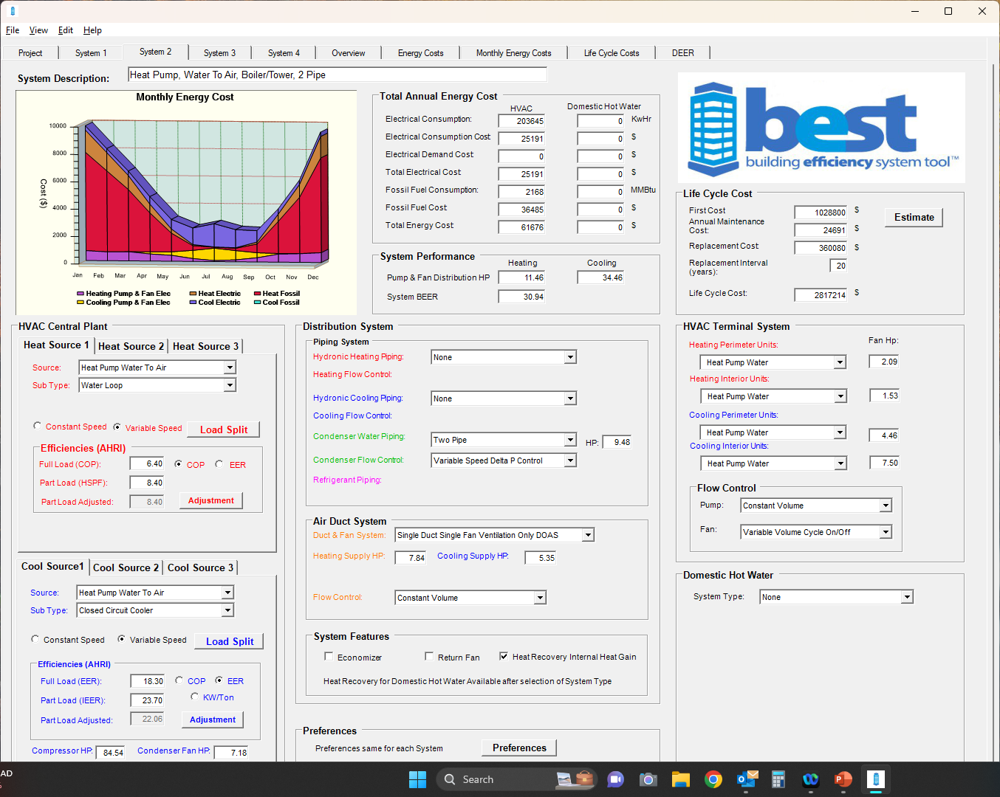 File View Edit Help
Project System 1 System 2 System 3 System 4 Overview Energy Costs Monthly Energy Costs Life Cycle Costs DEER
System Description: Heat Pump, Water To Air, Boiler/Tower, 2 Pipe
Monthly Energy Cost
10000
8000
6000
4000
2000
0
Cost ($)
Jan Feb Mar Apr May Jun Jul Aug Sep Oct Nov Dec
Heating Pump & Fan Elec Heat Electric Heat Fossil
Cooling Pump & Fan Elec Cool Electric Cool Fossil
Total Annual Energy Cost
HVAC Domestic Hot Water
Electrical Consumption: 203645 0 KwHr
Electrical Consumption Cost 25191 0 $
Electrical Demand Cost: 0 0 $
Total Electrical Cost: 25191 0 $
Fossil Fuel Consumption: 2168 0 MMBtu
Fossil Fuel Cost: 36485 0 $
Total Energy Cost: 61676 0 $
System Performance
Heating Cooling
Pump & Fan Distribution HP 11.46 34.46
System BEER 30.94
best
building efficiency system tool™
Life Cycle Cost
First Cost 1028800 $
Estimate
Annual Maintenance
Cost: 24691 $
Replacement Cost: 360080 $
Replacement Interval
(years): 20
Life Cycle Cost: 2817214 $
HVAC Central Plant
Heat Source 1 Heat Source 2 Heat Source 3
Source: Heat Pump Water To Air
Sub Type: Water Loop
Constant Speed Variable Speed Load Split
Efficiencies (AHRI)
Full Load (COP): 6.40 COP EER
Part Load (HSPF): 8.40
Part Load Adjusted: 8.40 Adjustment
Cool Source1 Cool Source 2 Cool Source 3
Source: Heat Pump Water To Air
Sub Type: Closed Circuit Cooler
Constant Speed Variable Speed Load Split
Efficiencies (AHRI)
Full Load (EER): 18.30 COP EER
Part Load (IEER): 23.70 KW/Ton
Part Load Adjusted: 22.06 Adjustment
Compressor HP: 84.54 Condenser Fan HP: 7.18
Distribution System
Piping System
Hydronic Heating Piping: None
Heating Flow Control:
Hydronic Cooling Piping: None
Cooling Flow Control:
Condenser Water Piping: Two Pipe HP: 9.48
Condenser Flow Control: Variable Speed Delta P Control
Refrigerant Piping:
Air Duct System
Duct & Fan System: Single Duct Single Fan Ventilation Only DOAS
Heating Supply HP: 7.84 Cooling Supply HP: 5.35
Flow Control: Constant Volume
System Features
Economizer Return Fan Heat Recovery Internal Heat Gain
Heat Recovery for Domestic Hot Water Available after selection of System Type
Preferences
Preferences same for each System Preferences
HVAC Terminal System
Heating Perimeter Units: Fan Hp:
Heat Pump Water 2.09
Heating Interior Units:
Heat Pump Water 1.53
Cooling Perimeter Units:
Heat Pump Water 4.46
Cooling Interior Units:
Heat Pump Water 7.50
Flow Control
Pump: Constant Volume
Fan: Variable Volume Cycle On/Off
Domestic Hot Water
System Type: None
AD
Search